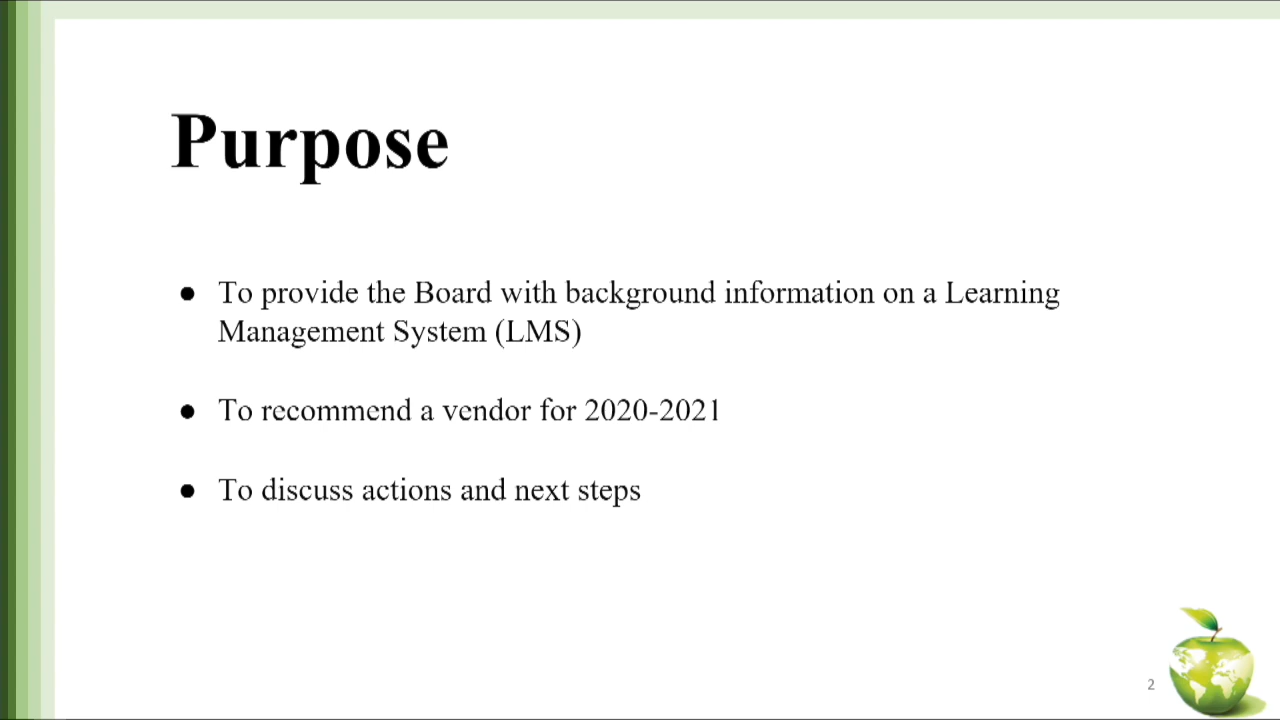 Purpose
● To provide the Board with background information on a Learning
Management System (LMS)
● To recommend a vendor for 2020-2021
● To discuss actions and next steps
2